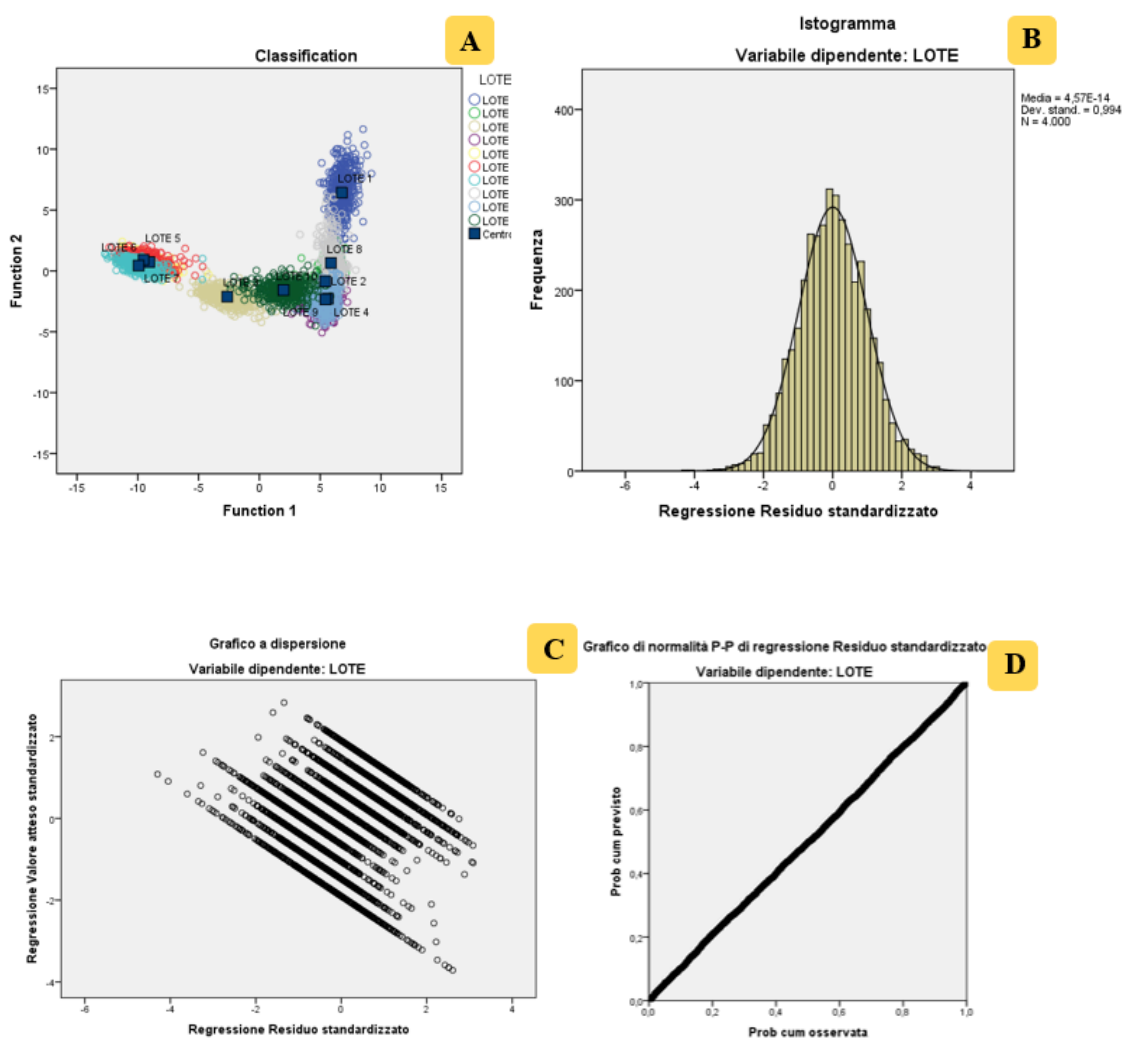 A
Classification
LOTE
LOTE
LOTE
LOTE
LOTE
LOTE
LOTE
LOTE
LOTE
LOTE
LOTE
Centro
15
10
5
0
-5
-10
-15
Function 2
LOTE 1
LOTE 5
LOTE 6
LOTE 7
LOTE 8
LOTE 2
LOTE 9
LOTE 4
-15
-10
-5
0
5
10
15
Function 1
B
Istogramma
Variabile dipendente: LOTE
Media = 4,57E-14
Dev. stand. = 0,994
N = 4.000
400
300
200
100
0
Frequenza
-6
-4
-2
0
2
4
Regressione Residuo standardizzato
C
Grafico a dispersione
Variabile dipendente: LOTE
2
0
-2
-4
Regressione Valore atteso standardizzato
-6
-4
-2
0
2
4
Regressione Residuo standardizzato
D
Grafico di normalità P-P di regressione Residuo standardizzato
Variabile dipendente: LOTE
1,0
0,8
0,6
0,4
0,2
0,0
Prob cum previsto
0,0
0,2
0,4
0,6
0,8
1,0
Prob cum osservata